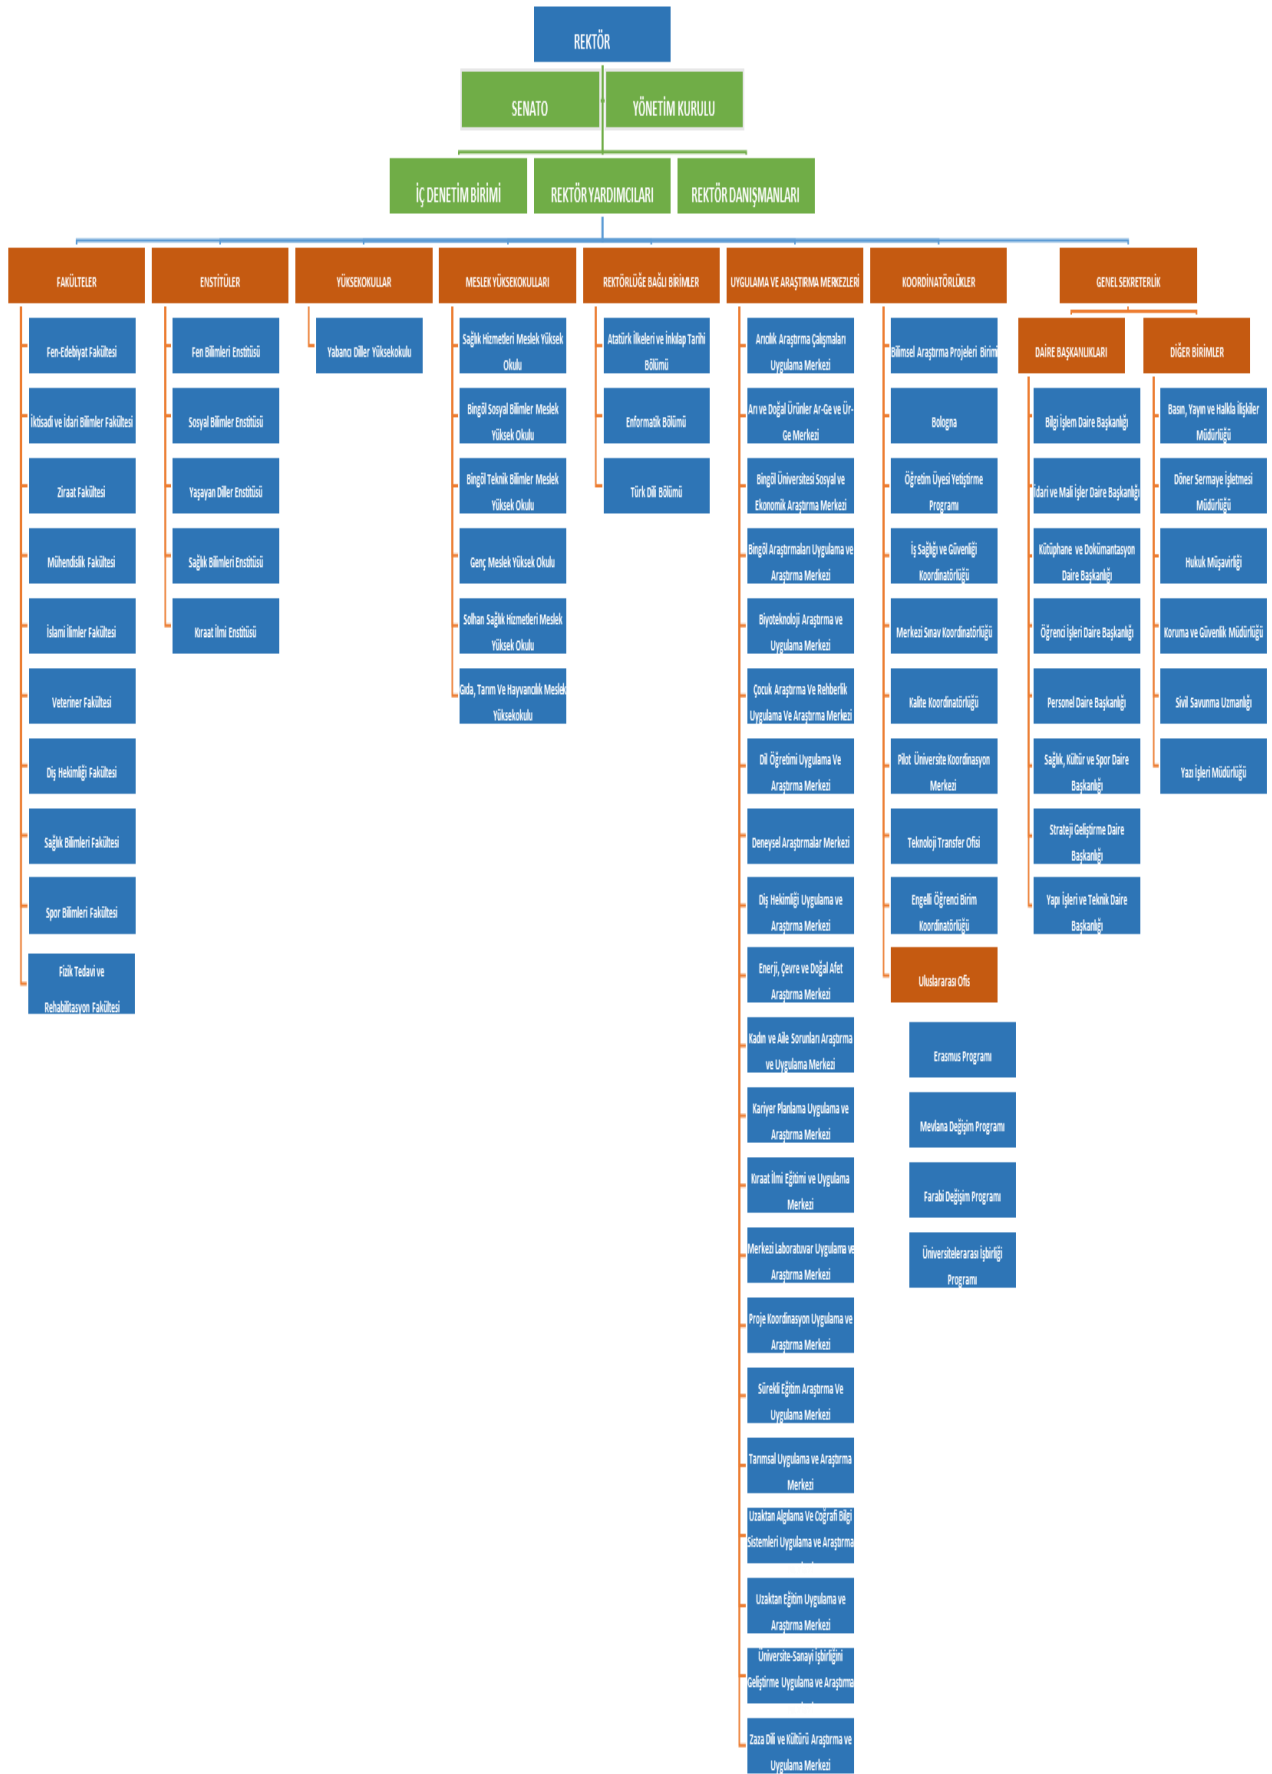 REKTÖR
SENATO
YÖNETİM KURULU
İÇ DENETİM BİRİMİ
REKTÖR YARDIMCILARI
REKTÖR DANIŞMANLARI
FAKÜLTELER
Fen-Edebiyat Fakültesi
İktisadi ve İdari Bilimler Fakültesi
Ziraat Fakültesi
Mühendislik Fakültesi
İslami İlimler Fakültesi
Veteriner Fakültesi
Diş Hekimliği Fakültesi
Sağlık Bilimleri Fakültesi
Spor Bilimleri Fakültesi
Fizik Tedavi ve
Rehabilitasyon Fakültesi
ENSTİTÜLER
Fen Bilimleri Enstitüsü
Sosyal Bilimler Enstitüsü
Yaşayan Diller Enstitüsü
Sağlık Bilimleri Enstitüsü
Kıraat İlmi Enstitüsü
YÜKSEKOKULLAR
Yabancı Diller Yüksekokulu
MESLEK YÜKSEKOKULLARI
Sağlık Hizmetleri Meslek Yüksek
Okulu
Bingöl Sosyal Bilimler Meslek
Yüksek Okulu
Bingöl Teknik Bilimler Meslek
Yüksek Okulu
Genç Meslek Yüksek Okulu
Solhan Sağlık Hizmetleri Meslek
Yüksek Okulu
Gıda, Tarım Ve Hayvancılık Meslek
Yüksekokulu
REKTÖRLÜĞE BAĞLI BİRİMLER
Atatürk İlkeleri ve İnkılap Tarihi
Bölümü
Enformatik Bölümü
Türk Dili Bölümü
UYGULAMA VE ARAŞTIRMA MERKEZLERİ
Arıcılık Araştırma Çalışmaları
Uygulama Merkezi
Arı ve Doğal Ürünler Ar-Ge ve Ür-
Ge Merkezi
Bingöl Üniversitesi Sosyal ve
Ekonomik Araştırma Merkezi
Bingöl Araştırmaları Uygulama ve
Araştırma Merkezi
Biyoteknoloji Araştırma ve
Uygulama Merkezi
Çocuk Araştırma Ve Rehberlik
Uygulama Ve Araştırma Merkezi
Dil Öğretimi Uygulama Ve
Araştırma Merkezi
Deneysel Araştırmalar Merkezi
Diş Hekimliği Uygulama ve
Araştırma Merkezi
Enerji, Çevre ve Doğal Afet
Araştırma Merkezi
Kadın ve Aile Sorunları Araştırma
ve Uygulama Merkezi
Kariyer Planlama Uygulama ve
Araştırma Merkezi
Kıraat İlmi Eğitimi ve Uygulama
Merkezi
Merkezi Laboratuvar Uygulama ve
Araştırma Merkezi
Proje Koordinasyon Uygulama ve
Araştırma Merkezi
Sürekli Eğitim Araştırma Ve
Uygulama Merkezi
Tarımsal Uygulama ve Araştırma
Merkezi
Uzaktan Algılama Ve Coğrafi Bilgi
Sistemleri Uygulama ve Araştırma
Uzaktan Eğitim Uygulama ve
Araştırma Merkezi
Üniversite-Sanayi İşbirliğini
Geliştirme Uygulama ve Araştırma
Zaza Dili ve Kültürü Araştırma ve
Uygulama Merkezi
KOORDİNATÖRLÜKLER
Bilimsel Araştırma Projeleri Birimi
Bologna
Öğretim Üyesi Yetiştirme
Programı
İş Sağlığı ve Güvenliği
Koordinatörlüğü
Merkezi Sınav Koordinatörlüğü
Kalite Koordinatörlüğü
Pilot Üniversite Koordinasyon
Merkezi
Teknoloji Transfer Ofisi
Engelli Öğrenci Birim
Koordinatörlüğü
Uluslararası Ofis
Erasmus Programı
Mevlana Değişim Programı
Farabi Değişim Programı
Üniversitelerarası İşbirliği
Programı
GENEL SEKRETERLİK
DAİRE BAŞKANLIKLARI
Bilgi İşlem Daire Başkanlığı
İdari ve Mali İşler Daire Başkanlığı
Kütüphane ve Dokümantasyon
Daire Başkanlığı
Öğrenci İşleri Daire Başkanlığı
Personel Daire Başkanlığı
Sağlık, Kültür ve Spor Daire
Başkanlığı
Strateji Geliştirme Daire
Başkanlığı
Yapı İşleri ve Teknik Daire
Başkanlığı
DİĞER BİRİMLER
Basın, Yayın ve Halkla İlişkiler
Müdürlüğü
Döner Sermaye İşletmesi
Müdürlüğü
Hukuk Müşavirliği
Koruma ve Güvenlik Müdürlüğü
Sivil Savunma Uzmanlığı
Yazı İşleri Müdürlüğü